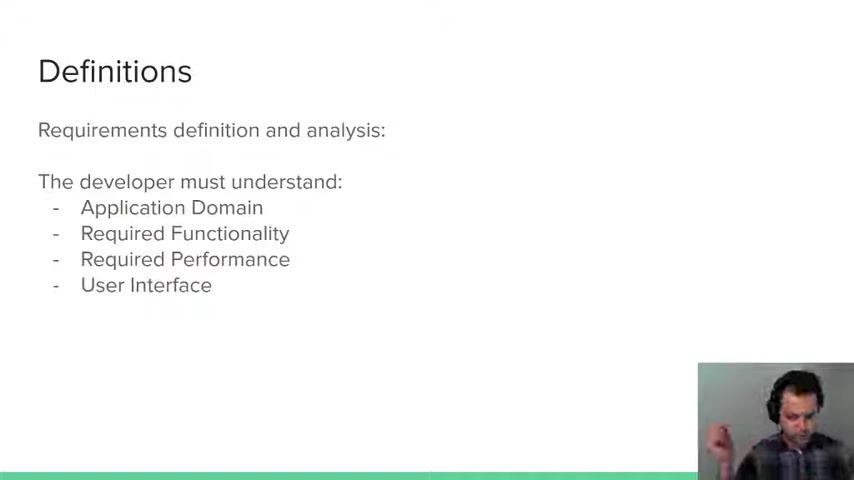 Definitions
Requirements definition and analysis:
The developer must understand:
- Application Domain
- Required Functionality
- Required Performance
- User Interface